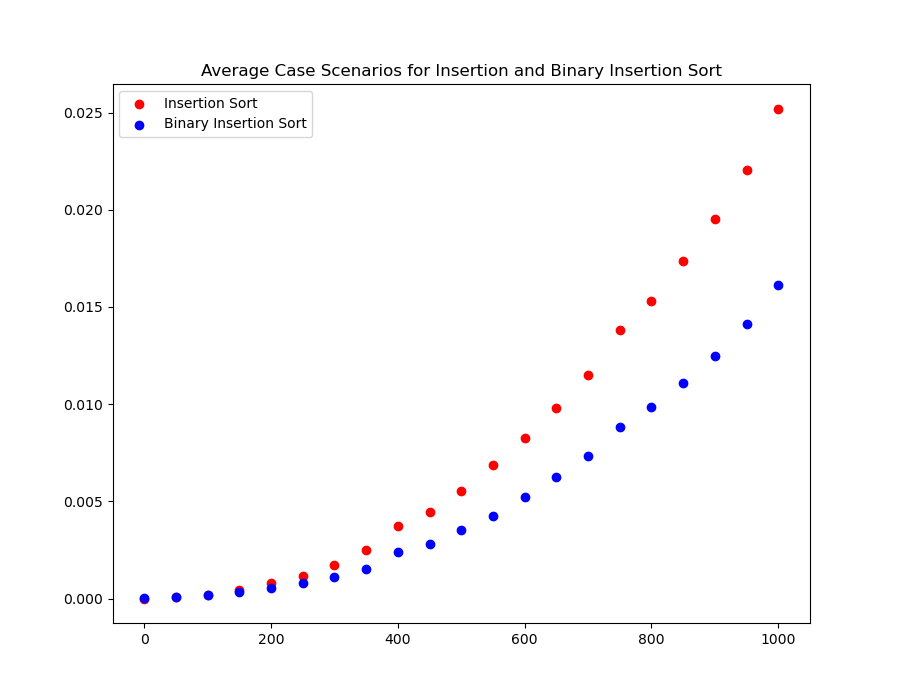 Average Case Scenarios for Insertion and Binary Insertion Sort
Insertion Sort
Binary Insertion Sort
0.025
0.020
0.015
0.010
0.005
0.000
0 200 400 600 800 1000